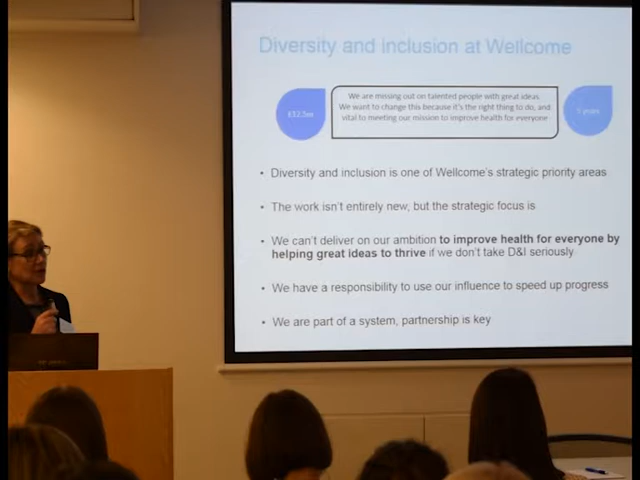 Diversity and inclusion at Wellcome
We are missing out on talented people with great ideas
We want to change this because it's the right thing to do, and
vital to meeting our mission to improve health for everyone
£12.5m
5 years
• Diversity and inclusion is one of Wellcome's strategic priority areas
• The work isn't entirely new, but the strategic focus is
• We can't deliver on our ambition to improve health for everyone by
helping great ideas to thrive if we don't take D&I seriously
• We have a responsibility to use our influence to speed up progress
• We are part of a system, partnership is key